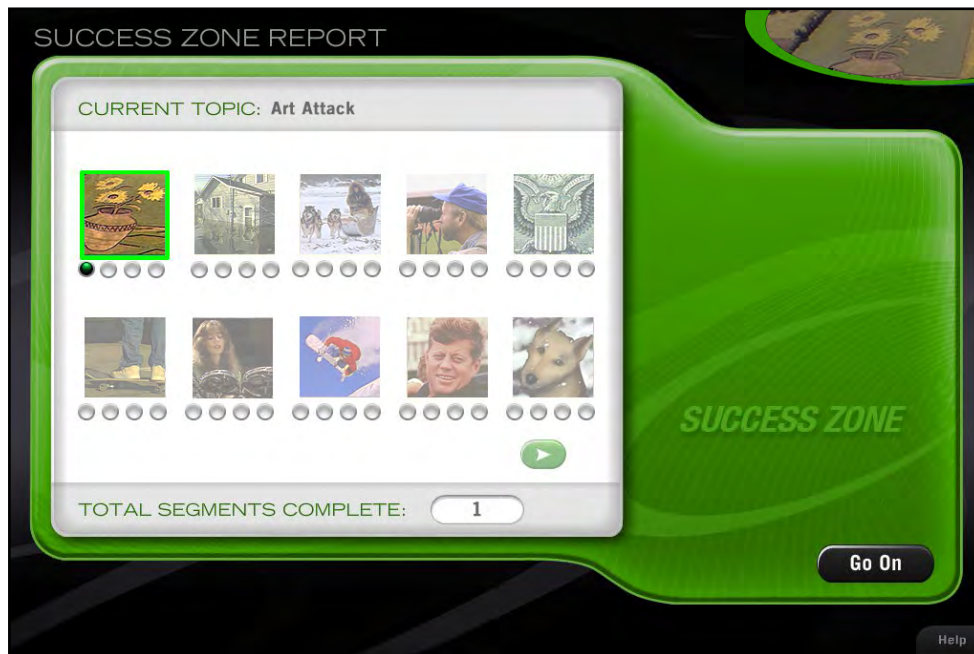 SUCCESS ZONE REPORT
CURRENT TOPIC: Art Attack
SUCCESS ZONE
TOTAL SEGMENTS COMPLETE: 1
Go On
Help